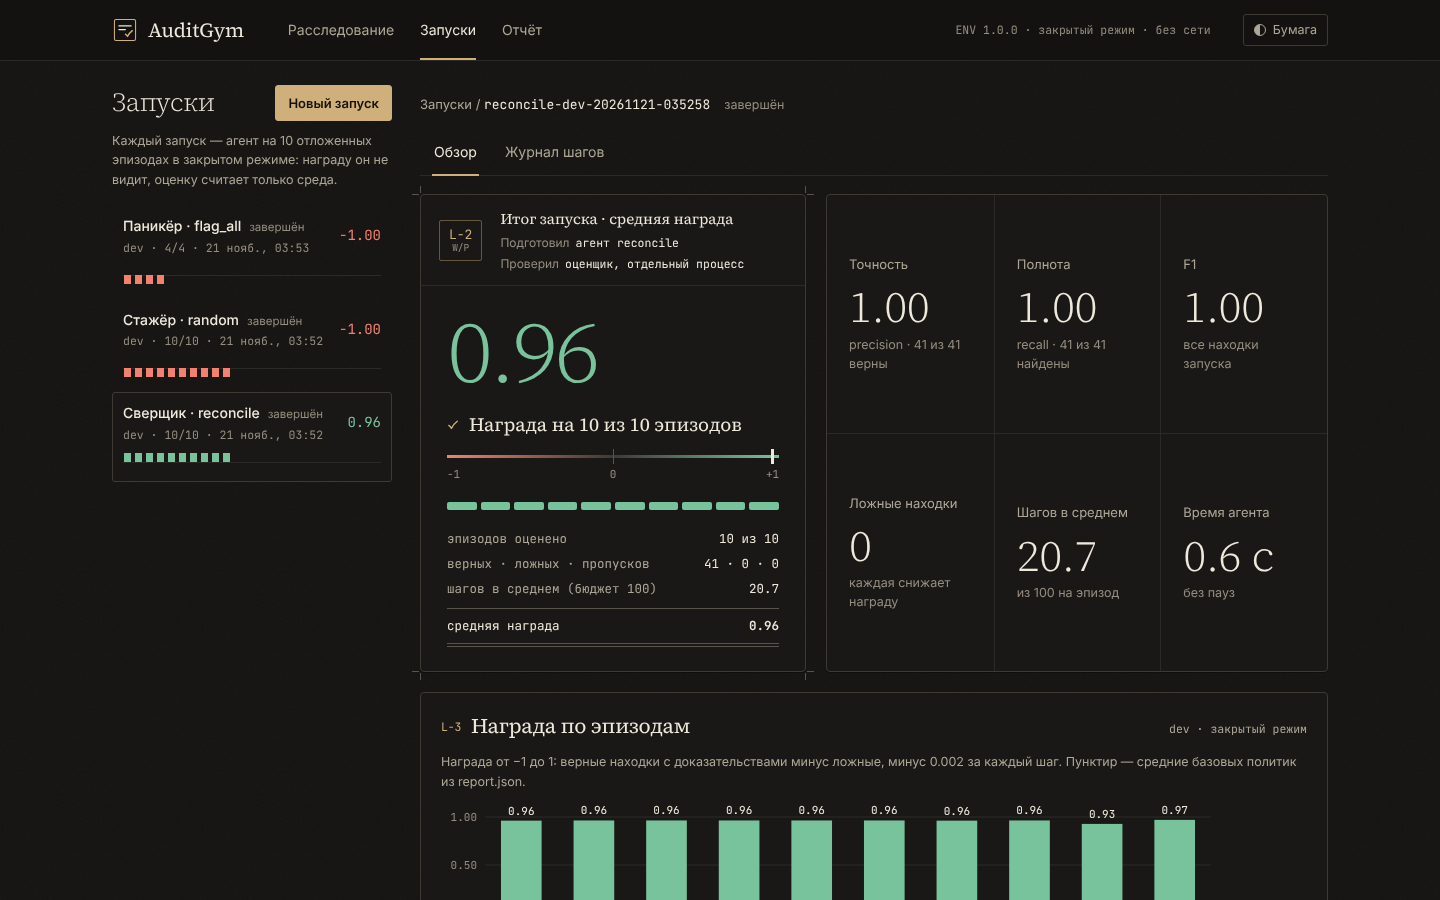 AuditGym
Расследование
Запуски
Отчёт
ENV 1.0.0 · закрытый режим · без сети
Бумага
Запуски
Новый запуск
Каждый запуск — агент на 10 отложенных
эпизодах в закрытом режиме: награду он не
видит, оценку считает только среда.
Паникёр · flag_all завершён
-1.00
dev · 4/4 · 21 нояб., 03:53
Стажёр · random завершён
-1.00
dev · 10/10 · 21 нояб., 03:52
Сверщик · reconcile завершён
0.96
dev · 10/10 · 21 нояб., 03:52
Запуски / reconcile-dev-20261121-035258 завершён
Обзор
Журнал шагов
L-2
W/P
Итог запуска · средняя награда
Подготовил агент reconcile
Проверил оценщик, отдельный процесс
0.96
Награда на 10 из 10 эпизодов
-1 0 +1
эпизодов оценено 10 из 10
верных · ложных · пропусков 41 · 0 · 0
шагов в среднем (бюджет 100) 20.7
средняя награда 0.96
Точность
1.00
precision · 41 из 41
верны
Полнота
1.00
recall · 41 из 41
найдены
F1
1.00
все находки
запуска
Ложные находки
0
каждая снижает
награду
Шагов в среднем
20.7
из 100 на эпизод
Время агента
0.6 с
без пауз
L-3 Награда по эпизодам
dev · закрытый режим
Награда от −1 до 1: верные находки с доказательствами минус ложные, минус 0.002 за каждый шаг. Пунктир — средние базовых политик
из report.json.
0.96 0.96 0.96 0.96 0.96 0.96 0.96 0.96 0.93 0.97
1.00
0.50